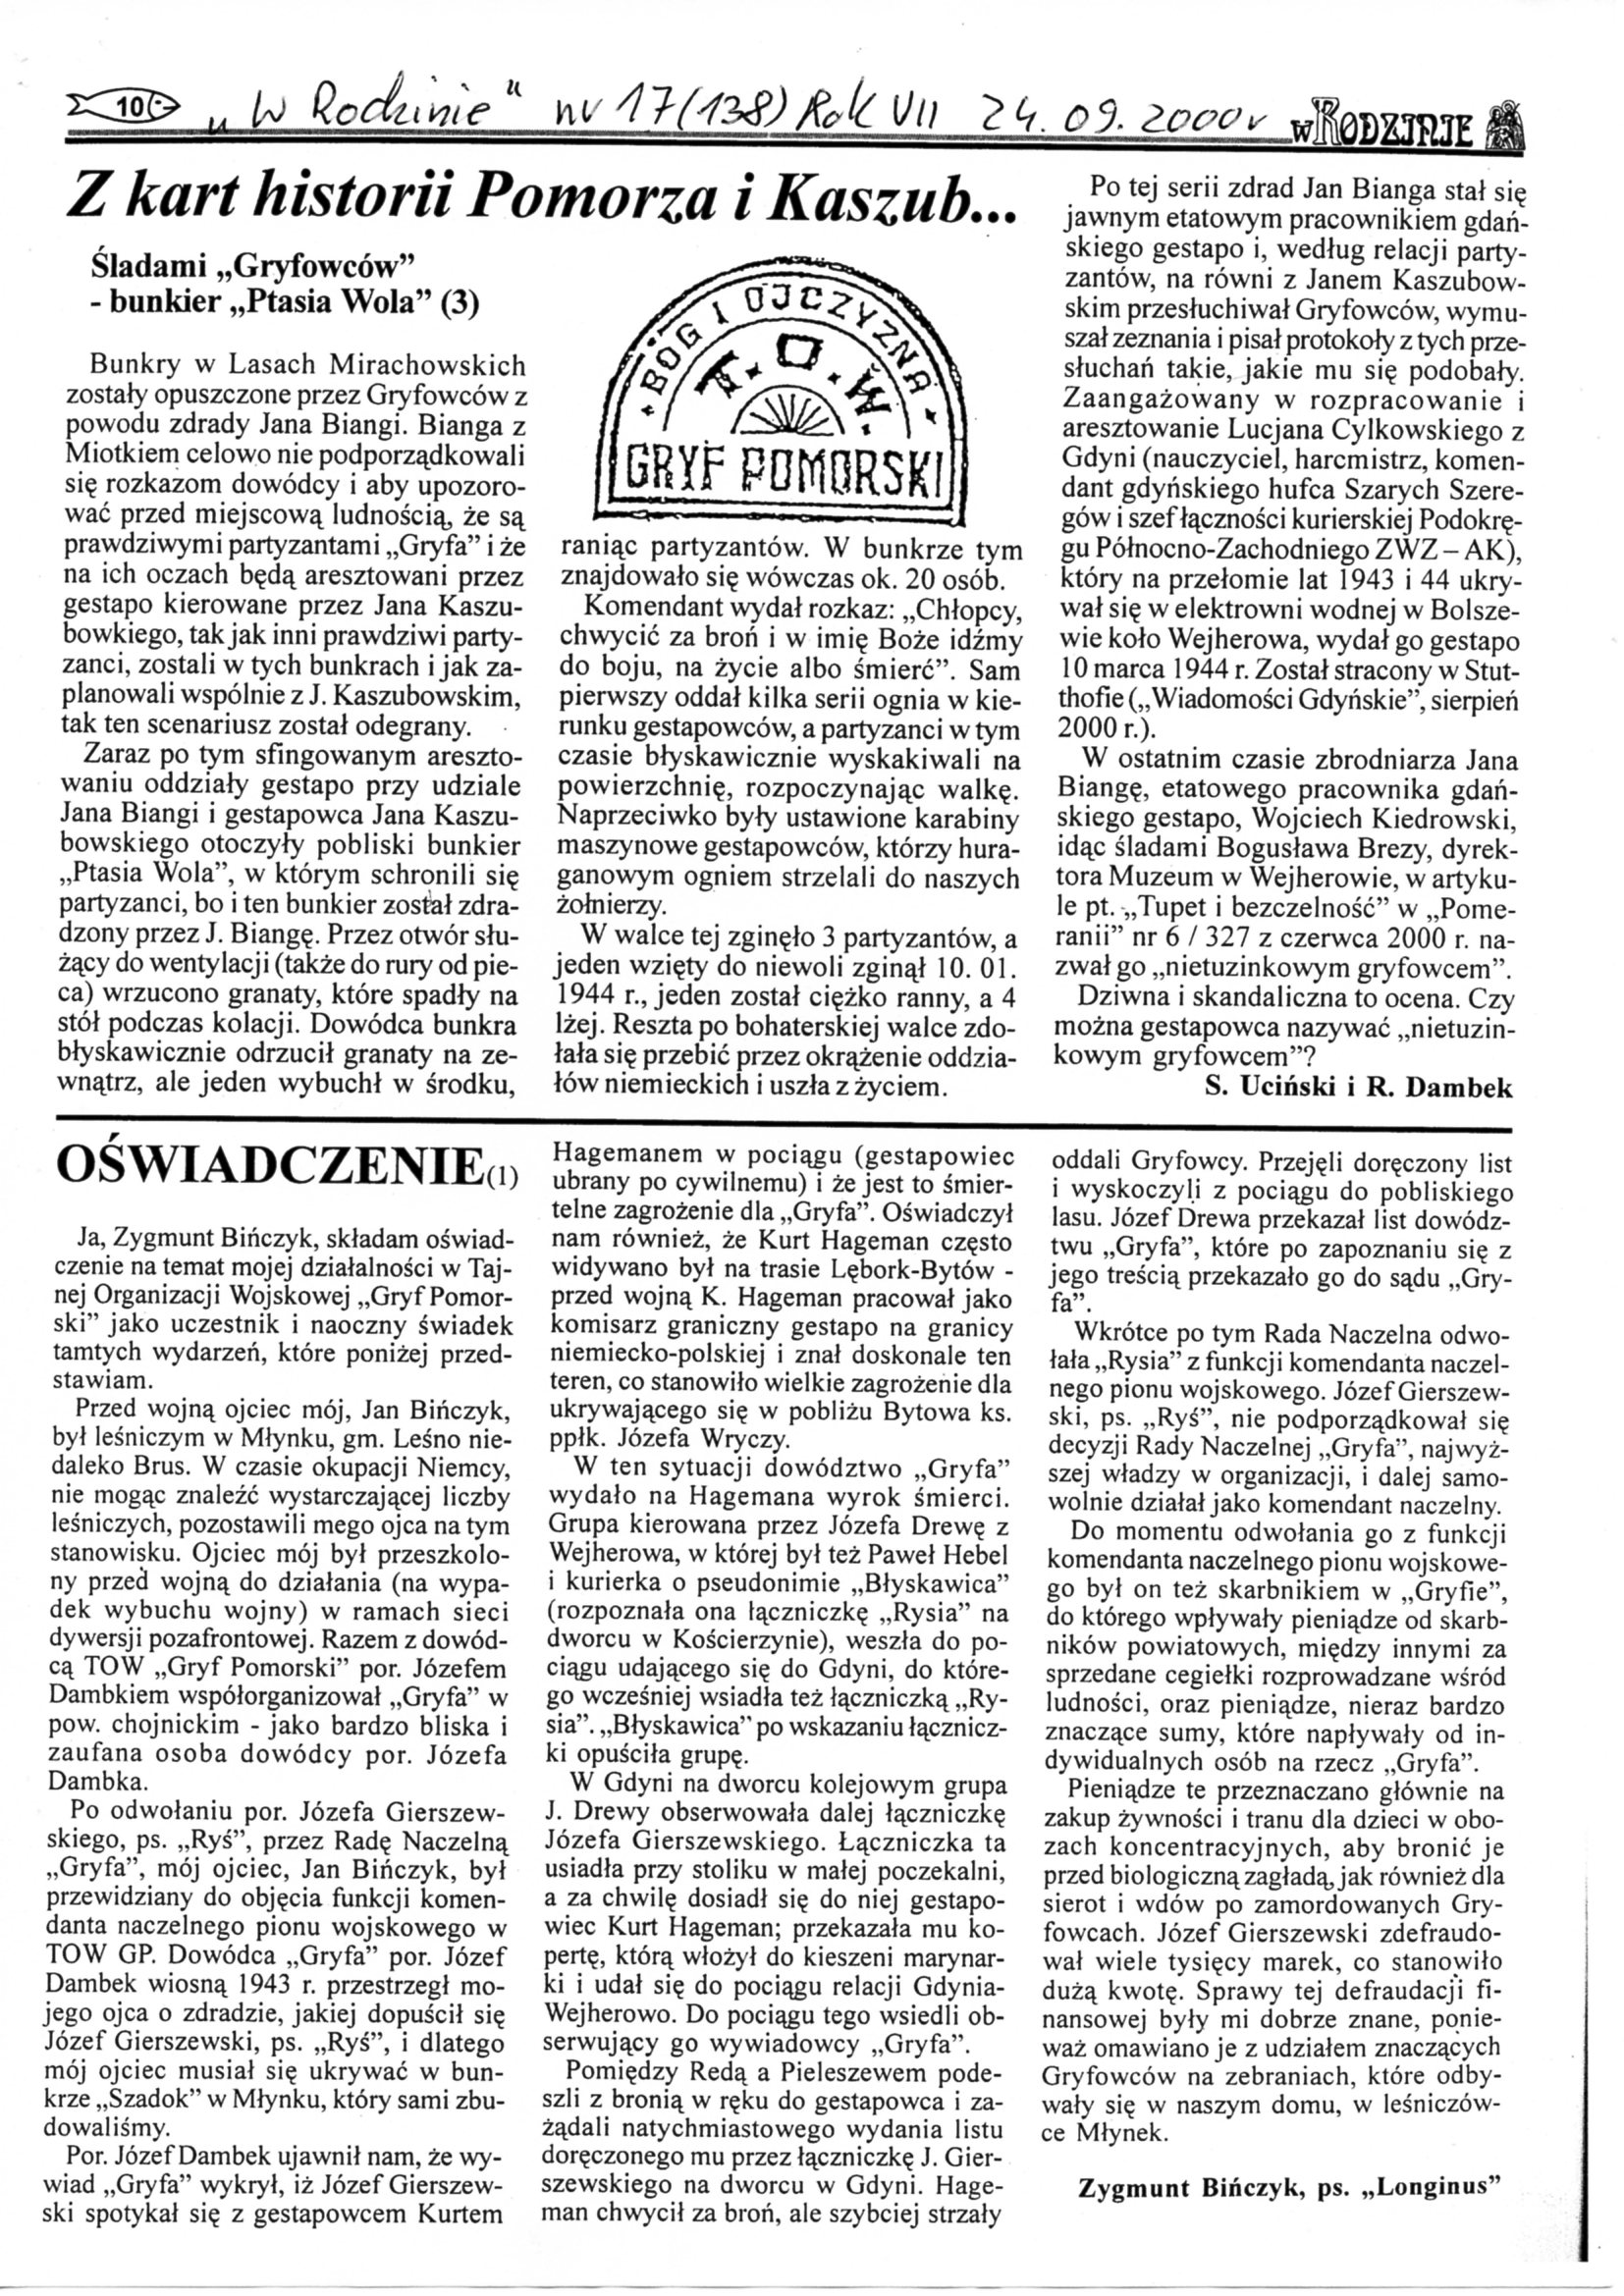 10
„W Rodzinie" nr 17(138) Rok VII 24.09.2000r
w RODZINIE
Z kart historii Pomorza i Kaszub...
Śladami „Gryfowców”
- bunkier „Ptasia Wola” (3)
Bunkry w Lasach Mirachowskich
zostały opuszczone przez Gryfowców z
powodu zdrady Jana Biangi. Bianga z
Miotkiem celowo nie podporządkowali
się rozkazom dowódcy i aby upozoro-
wać przed miejscową ludnością, że są
prawdziwymi partyzantami „Gryfa” i że
na ich oczach będą aresztowani przez
gestapo kierowane przez Jana Kaszu-
bowkiego, tak jak inni prawdziwi party-
zanci, zostali w tych bunkrach i jak za-
planowali wspólnie z J. Kaszubowskim,
tak ten scenariusz został odegrany.
Zaraz po tym sfingowanym areszto-
waniu oddziały gestapo przy udziale
Jana Biangi i gestapowca Jana Kaszu-
bowskiego otoczyły pobliski bunkier
„Ptasia Wola”, w którym schronili się
partyzanci, bo i ten bunkier został zdra-
dzony przez J. Biangę. Przez otwór słu-
żący do wentylacji (także do rury od pie-
ca) wrzucono granaty, które spadły na
stół podczas kolacji. Dowódca bunkra
błyskawicznie odrzucił granaty na ze-
wnątrz, ale jeden wybuchł w środku,
BÓG I OJCZYZNA
T.O.W.
GRYF POMORSKI
raniąc partyzantów. W bunkrze tym
znajdowało się wówczas ok. 20 osób.
Komendant wydał rozkaz: „Chłopcy,
chwycić za broń i w imię Boże idźmy
do boju, na życie albo śmierć”. Sam
pierwszy oddał kilka serii ognia w kie-
runku gestapowców, a partyzanci w tym
czasie błyskawicznie wyskakiwali na
powierzchnię, rozpoczynając walkę.
Naprzeciwko były ustawione karabiny
maszynowe gestapowców, którzy hura-
ganowym ogniem strzelali do naszych
żołnierzy.
W walce tej zginęło 3 partyzantów, a
jeden wzięty do niewoli zginął 10. 01.
1944 r., jeden został ciężko ranny, a 4
lżej. Reszta po bohaterskiej walce zdo-
łała się przebić przez okrążenie oddzia-
łów niemieckich i uszła z życiem.
Po tej serii zdrad Jan Bianga stał się
jawnym etatowym pracownikiem gdań-
skiego gestapo i, według relacji party-
zantów, na równi z Janem Kaszubow-
skim przesłuchiwał Gryfowców, wymu-
szał zeznania i pisał protokoły z tych prze-
słuchań takie, jakie mu się podobały.
Zaangażowany w rozpracowanie i
aresztowanie Lucjana Cylkowskiego z
Gdyni (nauczyciel, harcmistrz, komen-
dant gdyńskiego hufca Szarych Szere-
gów i szef łączności kurierskiej Podokrę-
gu Północno-Zachodniego ZWZ – AK),
który na przełomie lat 1943 i 44 ukry-
wał się w elektrowni wodnej w Bolsze-
wie koło Wejherowa, wydał go gestapo
10 marca 1944 r. Został stracony w Stut-
thofie („Wiadomości Gdyńskie”, sierpień
2000 r.).
W ostatnim czasie zbrodniarza Jana
Biangę, etatowego pracownika gdań-
skiego gestapo, Wojciech Kiedrowski,
idąc śladami Bogusława Brezy, dyrek-
tora Muzeum w Wejherowie, w artyku-
le pt. „Tupet i bezczelność” w „Pome-
ranii” nr 6 / 327 z czerwca 2000 r. na-
zwał go „nietuzinkowym gryfowcem”.
Dziwna i skandaliczna to ocena. Czy
można gestapowca nazywać „nietuzin-
kowym gryfowcem”?
S. Uciński i R. Dambek
OŚWIADCZENIE(1)
Ja, Zygmunt Bińczyk, składam oświad-
czenie na temat mojej działalności w Taj-
nej Organizacji Wojskowej „Gryf Pomor-
ski” jako uczestnik i naoczny świadek
tamtych wydarzeń, które poniżej przed-
stawiam.
Przed wojną ojciec mój, Jan Bińczyk,
był leśniczym w Młynku, gm. Leśno nie-
daleko Brus. W czasie okupacji Niemcy,
nie mogąc znaleźć wystarczającej liczby
leśniczych, pozostawili mego ojca na tym
stanowisku. Ojciec mój był przeszkolo-
ny przed wojną do działania (na wypa-
dek wybuchu wojny) w ramach sieci
dywersji pozafrontowej. Razem z dowód-
cą TOW „Gryf Pomorski” por. Józefem
Dambkiem współorganizował „Gryfa” w
pow. chojnickim - jako bardzo bliska i
zaufana osoba dowódcy por. Józefa
Dambka.
Po odwołaniu por. Józefa Gierszew-
skiego, ps. „Ryś”, przez Radę Naczelną
„Gryfa”, mój ojciec, Jan Bińczyk, był
przewidziany do objęcia funkcji komen-
danta naczelnego pionu wojskowego w
TOW GP. Dowódca „Gryfa” por. Józef
Dambek wiosną 1943 r. przestrzegł mo-
jego ojca o zdradzie, jakiej dopuścił się
Józef Gierszewski, ps. „Ryś”, i dlatego
mój ojciec musiał się ukrywać w bun-
krze „Szadok” w Młynku, który sami zbu-
dowaliśmy.
Por. Józef Dambek ujawnił nam, że wy-
wiad „Gryfa” wykrył, iż Józef Gierszew-
ski spotykał się z gestapowcem Kurtem
Hagemanem w pociągu (gestapowiec
ubrany po cywilnemu) i że jest to śmier-
telne zagrożenie dla „Gryfa”. Oświadczył
nam również, że Kurt Hageman często
widywano był na trasie Lębork-Bytów -
przed wojną K. Hageman pracował jako
komisarz graniczny gestapo na granicy
niemiecko-polskiej i znał doskonale ten
teren, co stanowiło wielkie zagrożenie dla
ukrywającego się w pobliżu Bytowa ks.
ppłk. Józefa Wryczy.
W ten sytuacji dowództwo „Gryfa”
wydało na Hagemana wyrok śmierci.
Grupa kierowana przez Józefa Drewę z
Wejherowa, w której był też Paweł Hebel
i kurierka o pseudonimie „Błyskawica”
(rozpoznała ona łączniczkę „Rysia” na
dworcu w Kościerzynie), weszła do po-
ciągu udającego się do Gdyni, do które-
go wcześniej wsiadła też łączniczką „Ry-
sia”. „Błyskawica” po wskazaniu łącznicz-
ki opuściła grupę.
W Gdyni na dworcu kolejowym grupa
J. Drewy obserwowała dalej łączniczkę
Józefa Gierszewskiego. Łączniczka ta
usiadła przy stoliku w małej poczekalni,
a za chwilę dosiadł się do niej gestapo-
wiec Kurt Hageman; przekazała mu ko-
pertę, którą włożył do kieszeni marynar-
ki i udał się do pociągu relacji Gdynia-
Wejherowo. Do pociągu tego wsiedli ob-
serwujący go wywiadowcy „Gryfa”.
Pomiędzy Redą a Pieleszewem pode-
szli z bronią w ręku do gestapowca i za-
żądali natychmiastowego wydania listu
doręczonego mu przez łączniczkę J. Gier-
szewskiego na dworcu w Gdyni. Hage-
man chwycił za broń, ale szybciej strzały
oddali Gryfowcy. Przejęli doręczony list
i wyskoczyli z pociągu do pobliskiego
lasu. Józef Drewa przekazał list dowódz-
twu „Gryfa”, które po zapoznaniu się z
jego treścią przekazało go do sądu „Gry-
fa”.
Wkrótce po tym Rada Naczelna odwo-
łała „Rysia” z funkcji komendanta naczel-
nego pionu wojskowego. Józef Gierszew-
ski, ps. „Ryś”, nie podporządkował się
decyzji Rady Naczelnej „Gryfa”, najwyż-
szej władzy w organizacji, i dalej samo-
wolnie działał jako komendant naczelny.
Do momentu odwołania go z funkcji
komendanta naczelnego pionu wojskowe-
go był on też skarbnikiem w „Gryfie”,
do którego wpływały pieniądze od skarb-
ników powiatowych, między innymi za
sprzedane cegiełki rozprowadzane wśród
ludności, oraz pieniądze, nieraz bardzo
znaczące sumy, które napływały od in-
dywidualnych osób na rzecz „Gryfa”.
Pieniądze te przeznaczano głównie na
zakup żywności i tranu dla dzieci w obo-
zach koncentracyjnych, aby bronić je
przed biologiczną zagładą, jak również dla
sierot i wdów po zamordowanych Gry-
fowcach. Józef Gierszewski zdefraudo-
wał wiele tysięcy marek, co stanowiło
dużą kwotę. Sprawy tej defraudacji fi-
nansowej były mi dobrze znane, ponie-
waż omawiano je z udziałem znaczących
Gryfowców na zebraniach, które odby-
wały się w naszym domu, w leśniczów-
ce Młynek.
Zygmunt Bińczyk, ps. „Longinus”